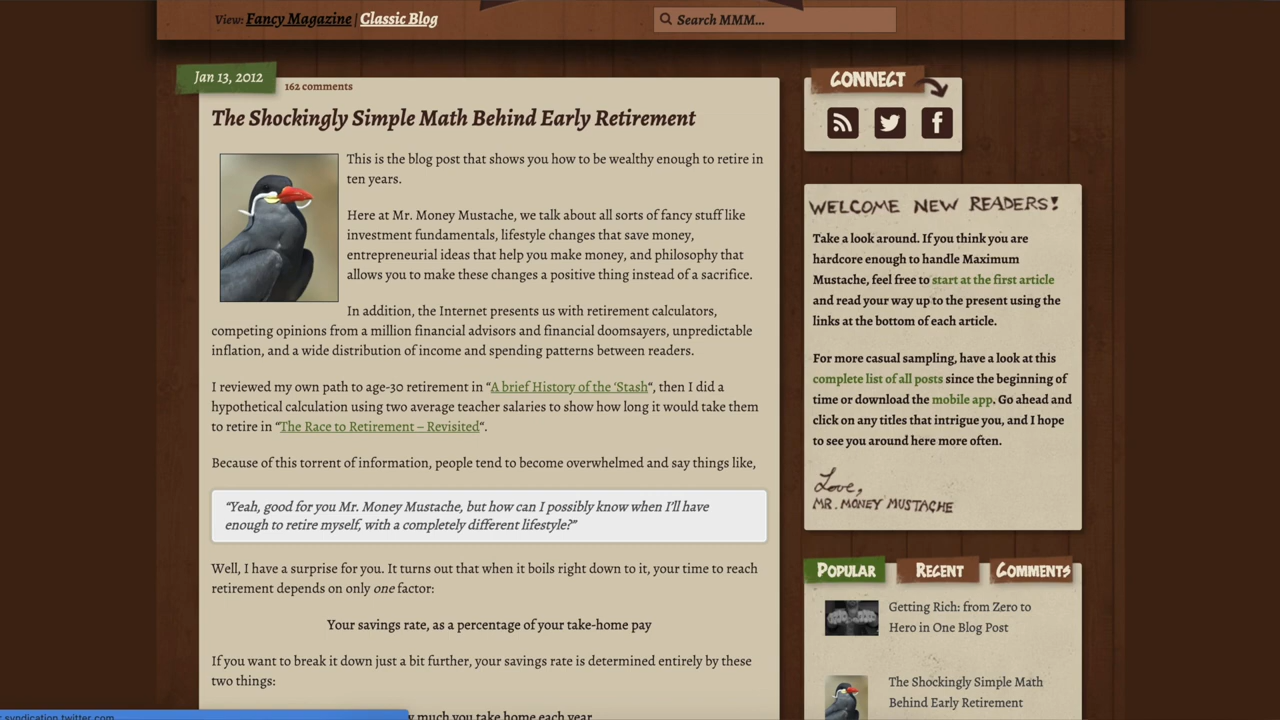 View: Fancy Magazine | Classic Blog
Search MMM...
Jan 13, 2012
162 comments
The Shockingly Simple Math Behind Early Retirement
This is the blog post that shows you how to be wealthy enough to retire in
ten years.
Here at Mr. Money Mustache, we talk about all sorts of fancy stuff like
investment fundamentals, lifestyle changes that save money,
entrepreneurial ideas that help you make money, and philosophy that
allows you to make these changes a positive thing instead of a sacrifice.
In addition, the Internet presents us with retirement calculators,
competing opinions from a million financial advisors and financial doomsayers, unpredictable
inflation, and a wide distribution of income and spending patterns between readers.
I reviewed my own path to age-30 retirement in “A brief History of the ‘Stash“, then I did a
hypothetical calculation using two average teacher salaries to show how long it would take them
to retire in “The Race to Retirement – Revisited“.
Because of this torrent of information, people tend to become overwhelmed and say things like,
“Yeah, good for you Mr. Money Mustache, but how can I possibly know when I’ll have
enough to retire myself, with a completely different lifestyle?”
Well, I have a surprise for you. It turns out that when it boils right down to it, your time to reach
retirement depends on only one factor:
Your savings rate, as a percentage of your take-home pay
If you want to break it down just a bit further, your savings rate is determined entirely by these
two things:
much you take home each year
syndication.twitter.com
CONNECT
WELCOME NEW READERS!
Take a look around. If you think you are
hardcore enough to handle Maximum
Mustache, feel free to start at the first article
and read your way up to the present using the
links at the bottom of each article.
For more casual sampling, have a look at this
complete list of all posts since the beginning of
time or download the mobile app. Go ahead and
click on any titles that intrigue you, and I hope
to see you around here more often.
Love,
MR. MONEY MUSTACHE
POPULAR
RECENT
COMMENTS
Getting Rich: from Zero to
Hero in One Blog Post
The Shockingly Simple Math
Behind Early Retirement